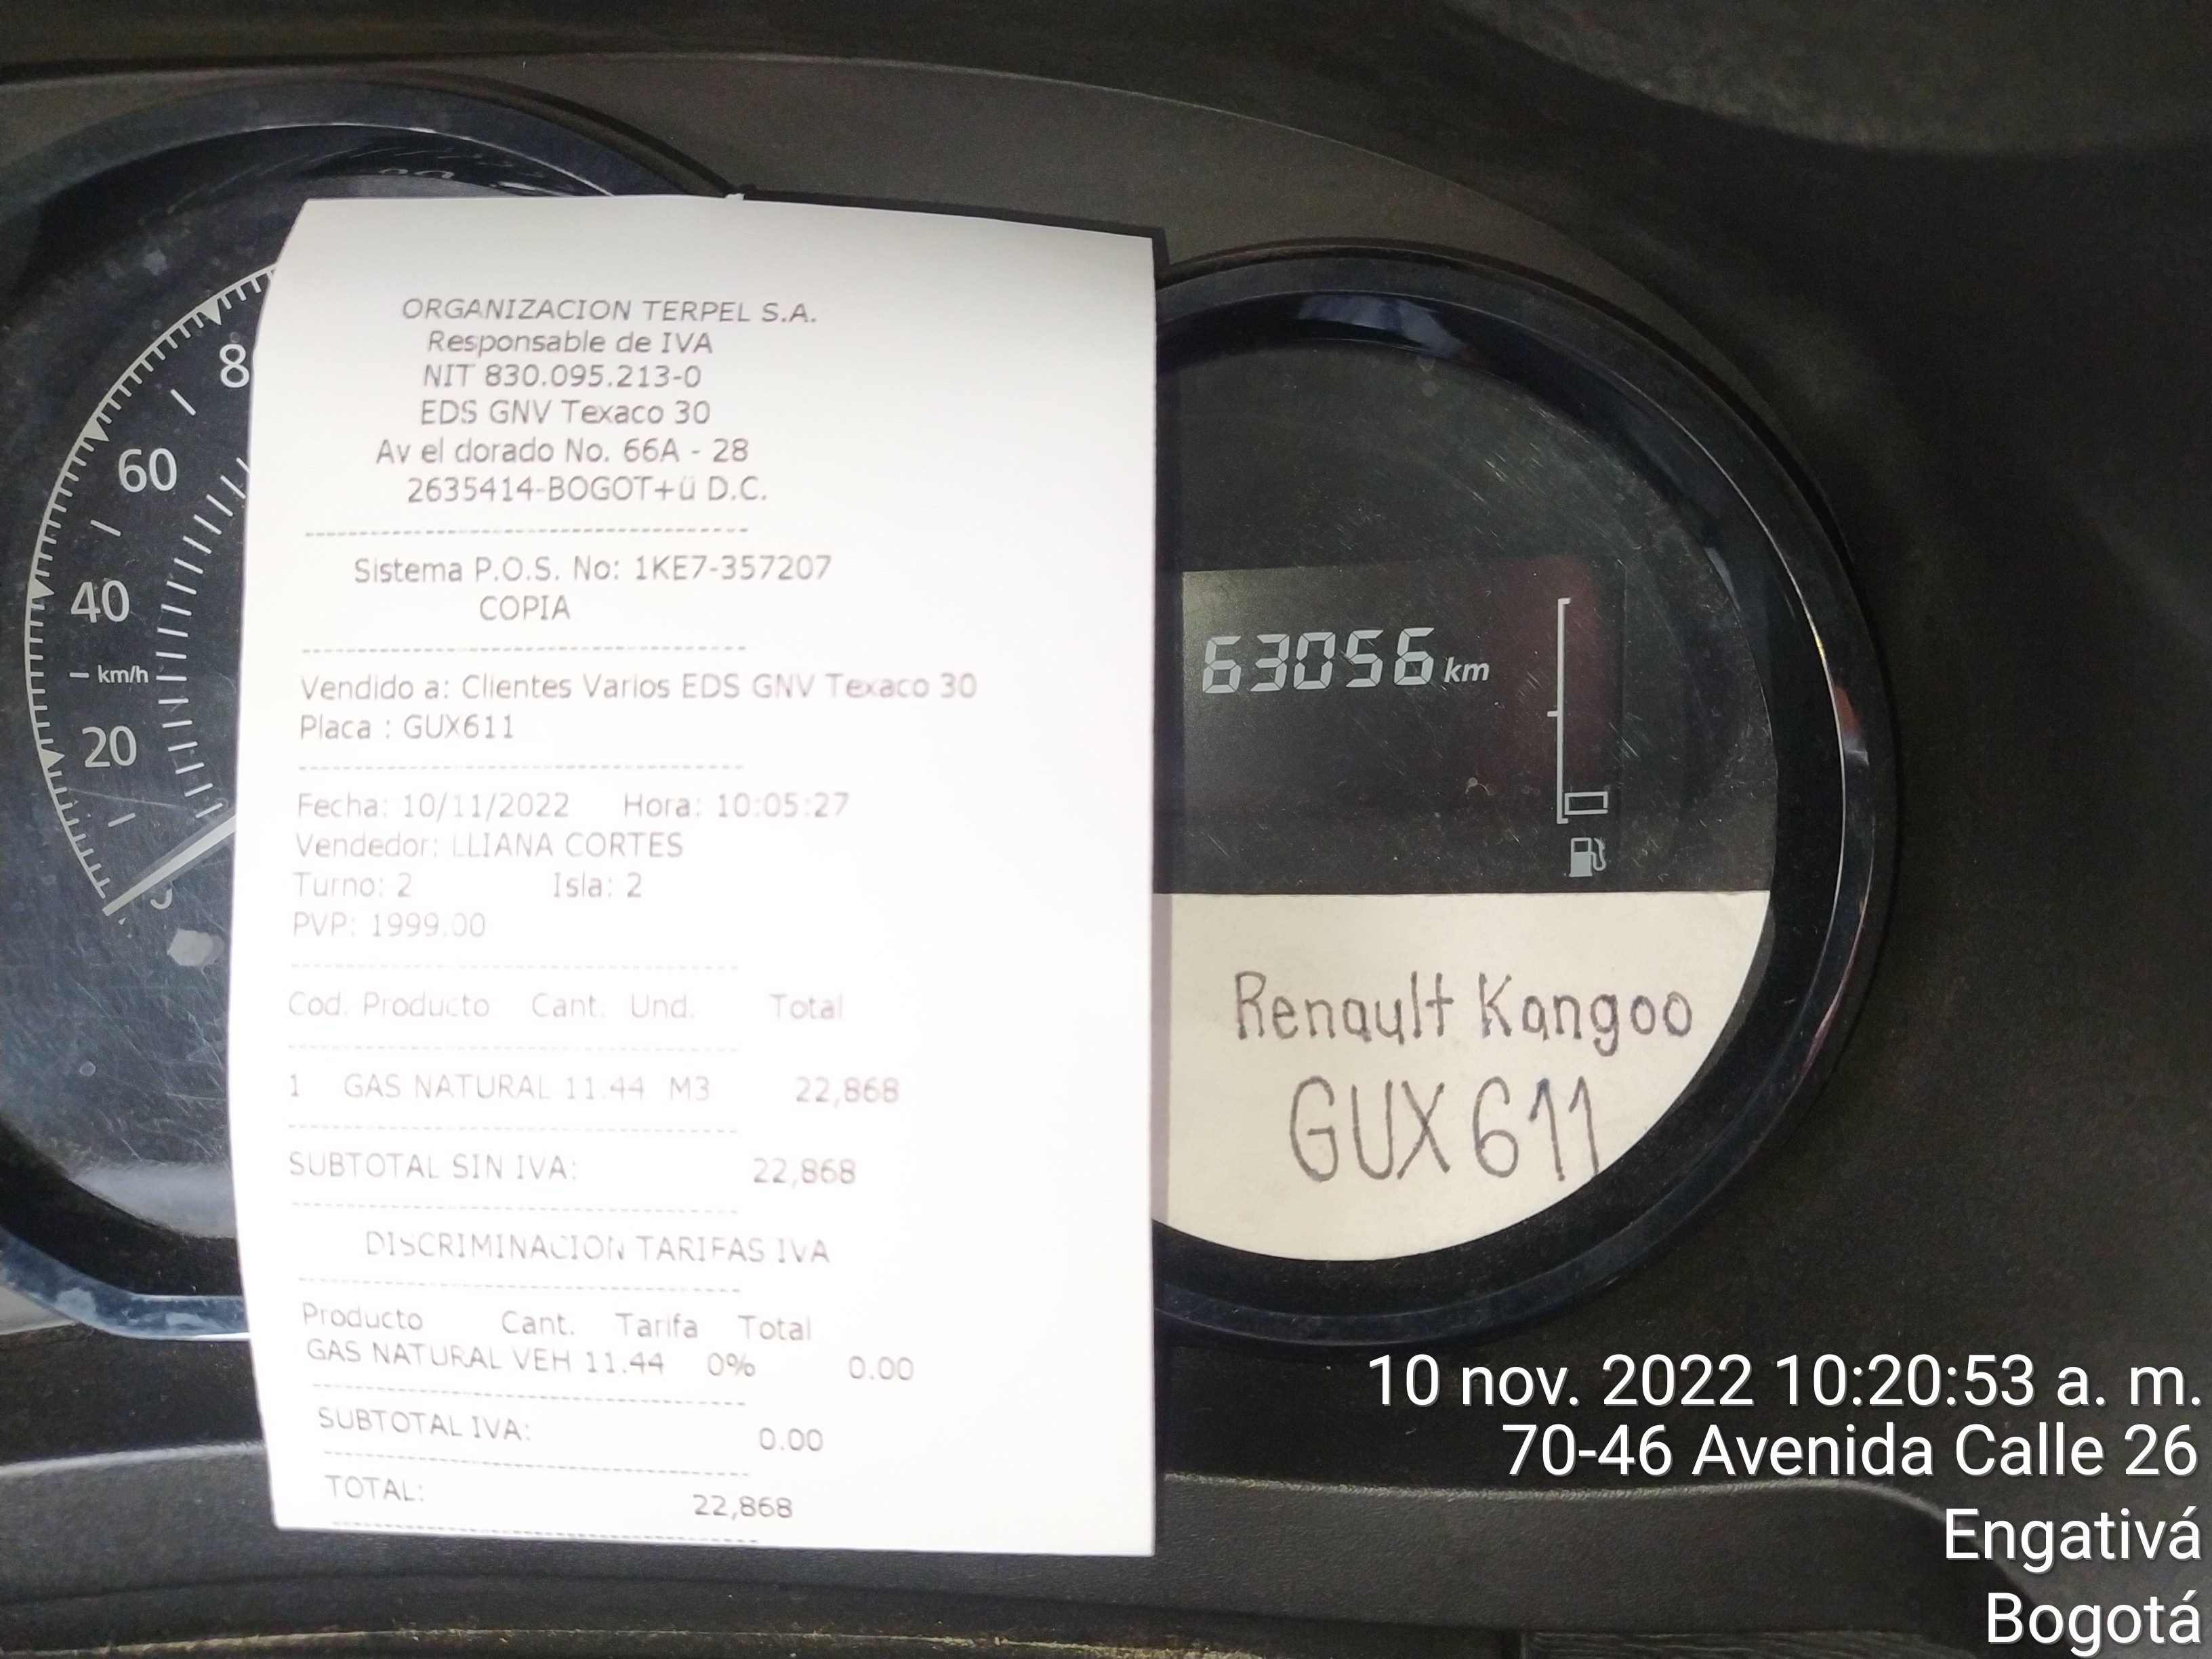 ORGANIZACION TERPEL S.A.
Responsable de IVA
NIT 830.095.213-0
EDS GNV Texaco 30
Av el dorado No. 66A - 28
2635414-BOGOT+ü D.C.
Sistema P.O.S. No: 1KE7-357207
COPIA
Vendido a: Clientes Varios EDS GNV Texaco 30
Placa : GUX611
Fecha: 10/11/2022 Hora: 10:05:27
Vendedor: LLIANA CORTES
Turno: 2 Isla: 2
PVP: 1999.00
Cod. Producto Cant. Und. Total
1 GAS NATURAL 11.44 M3 22,868
SUBTOTAL SIN IVA: 22,868
DISCRIMINACION TARIFAS IVA
Producto Cant. Tarifa Total
GAS NATURAL VEH 11.44 0% 0.00
SUBTOTAL IVA: 0.00
TOTAL: 22,868
60
40
km/h
20
63056 km
Renault Kangoo
GUX611
10 nov. 2022 10:20:53 a. m.
70-46 Avenida Calle 26
Engativá
Bogotá